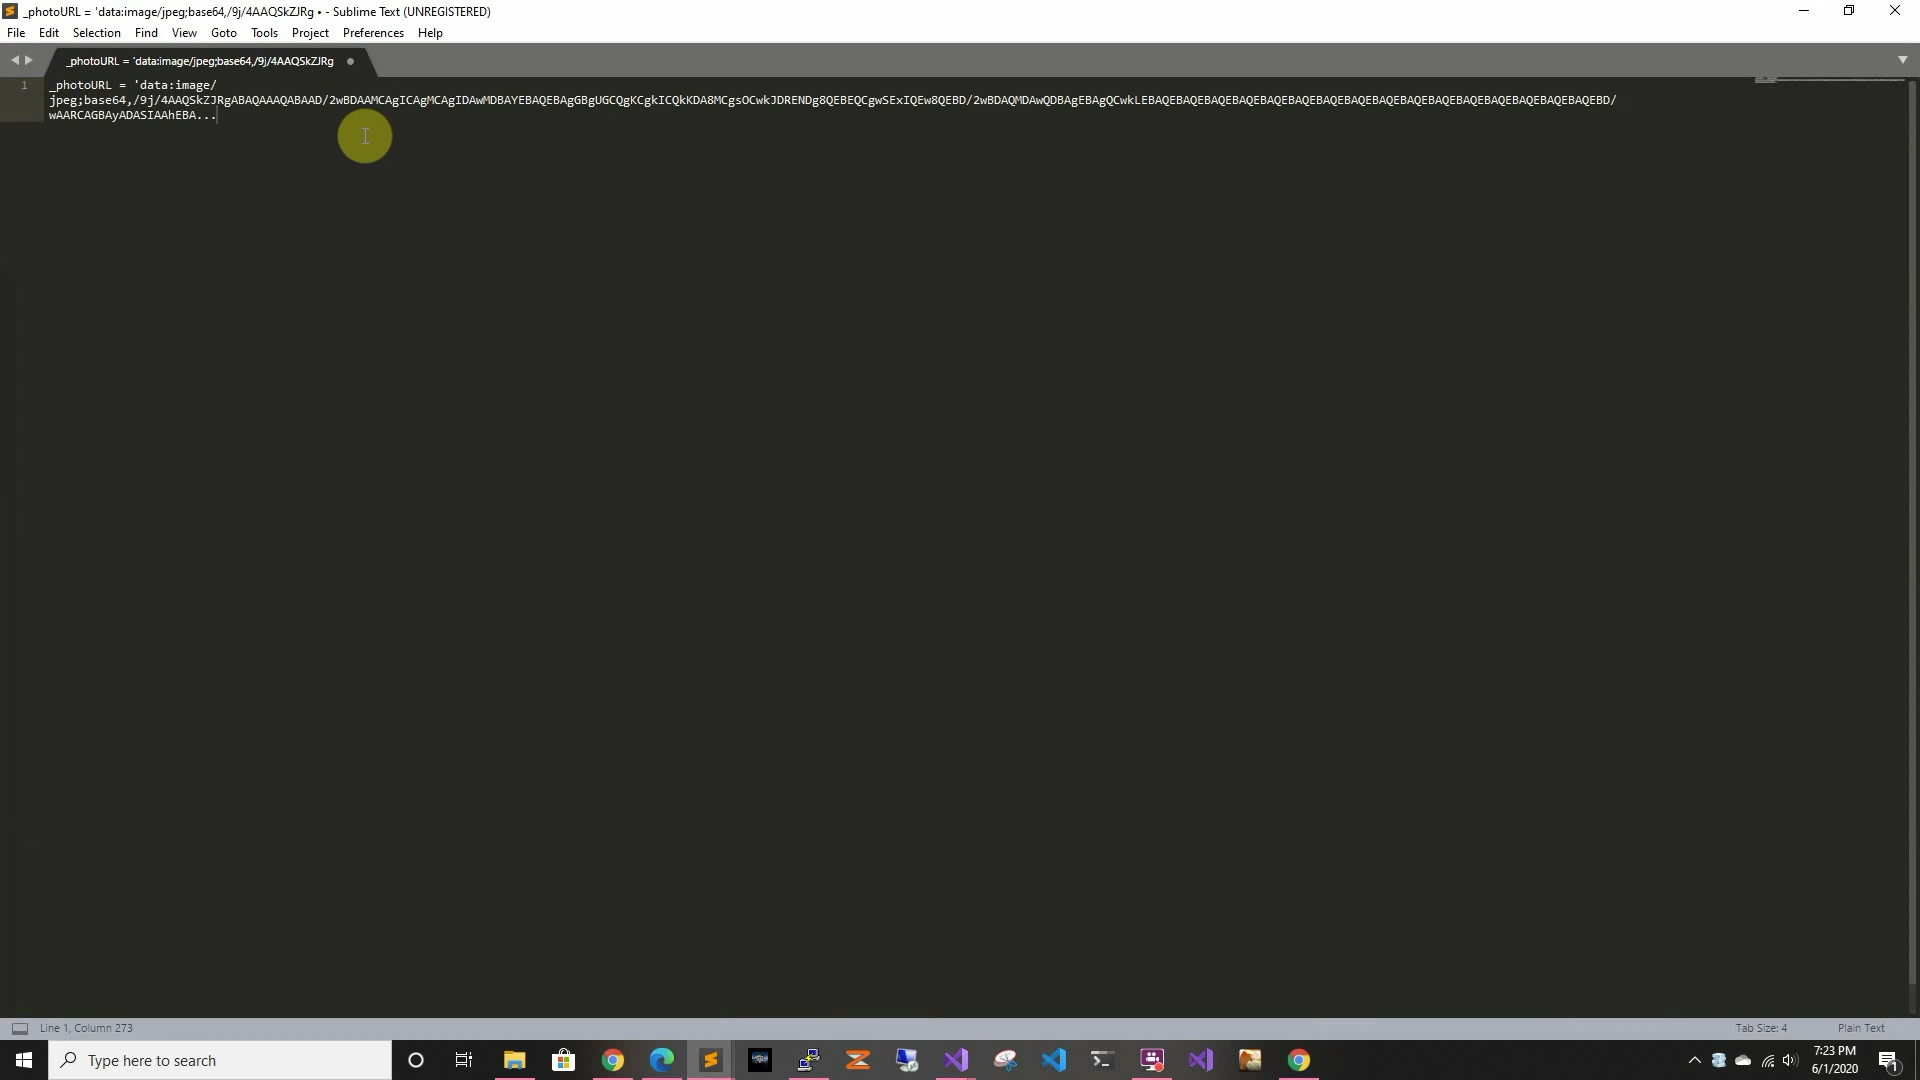 _photoURL = 'data:image/jpeg;base64,/9j/4AAQSkZJRg • - Sublime Text (UNREGISTERED)
File Edit Selection Find View Goto Tools Project Preferences Help
_photoURL = 'data:image/jpeg;base64,/9j/4AAQSkZJRg
1 _photoURL = 'data:image/
jpeg;base64,/9j/4AAQSkZJRgABAQAAAQABAAD/2wBDAAMCAgICAgMCAgIDAwMDBAYEBAQEBAgGBgUGCQgKCgkICQkKDA8MCgsOCwkJDRENDg8QEBEQCgwSExIQEw8QEBD/2wBDAQMDAwQDBAgEBAgQCwkLEBAQEBAQEBAQEBAQEBAQEBAQEBAQEBAQEBAQEBAQEBAQEBAQEBAQEBAQEBAQEBD/
wAARCAGBAyADASIAAhEBA...
Line 1, Column 273
Tab Size: 4
Plain Text
Type here to search
7:23 PM
6/1/2020
1